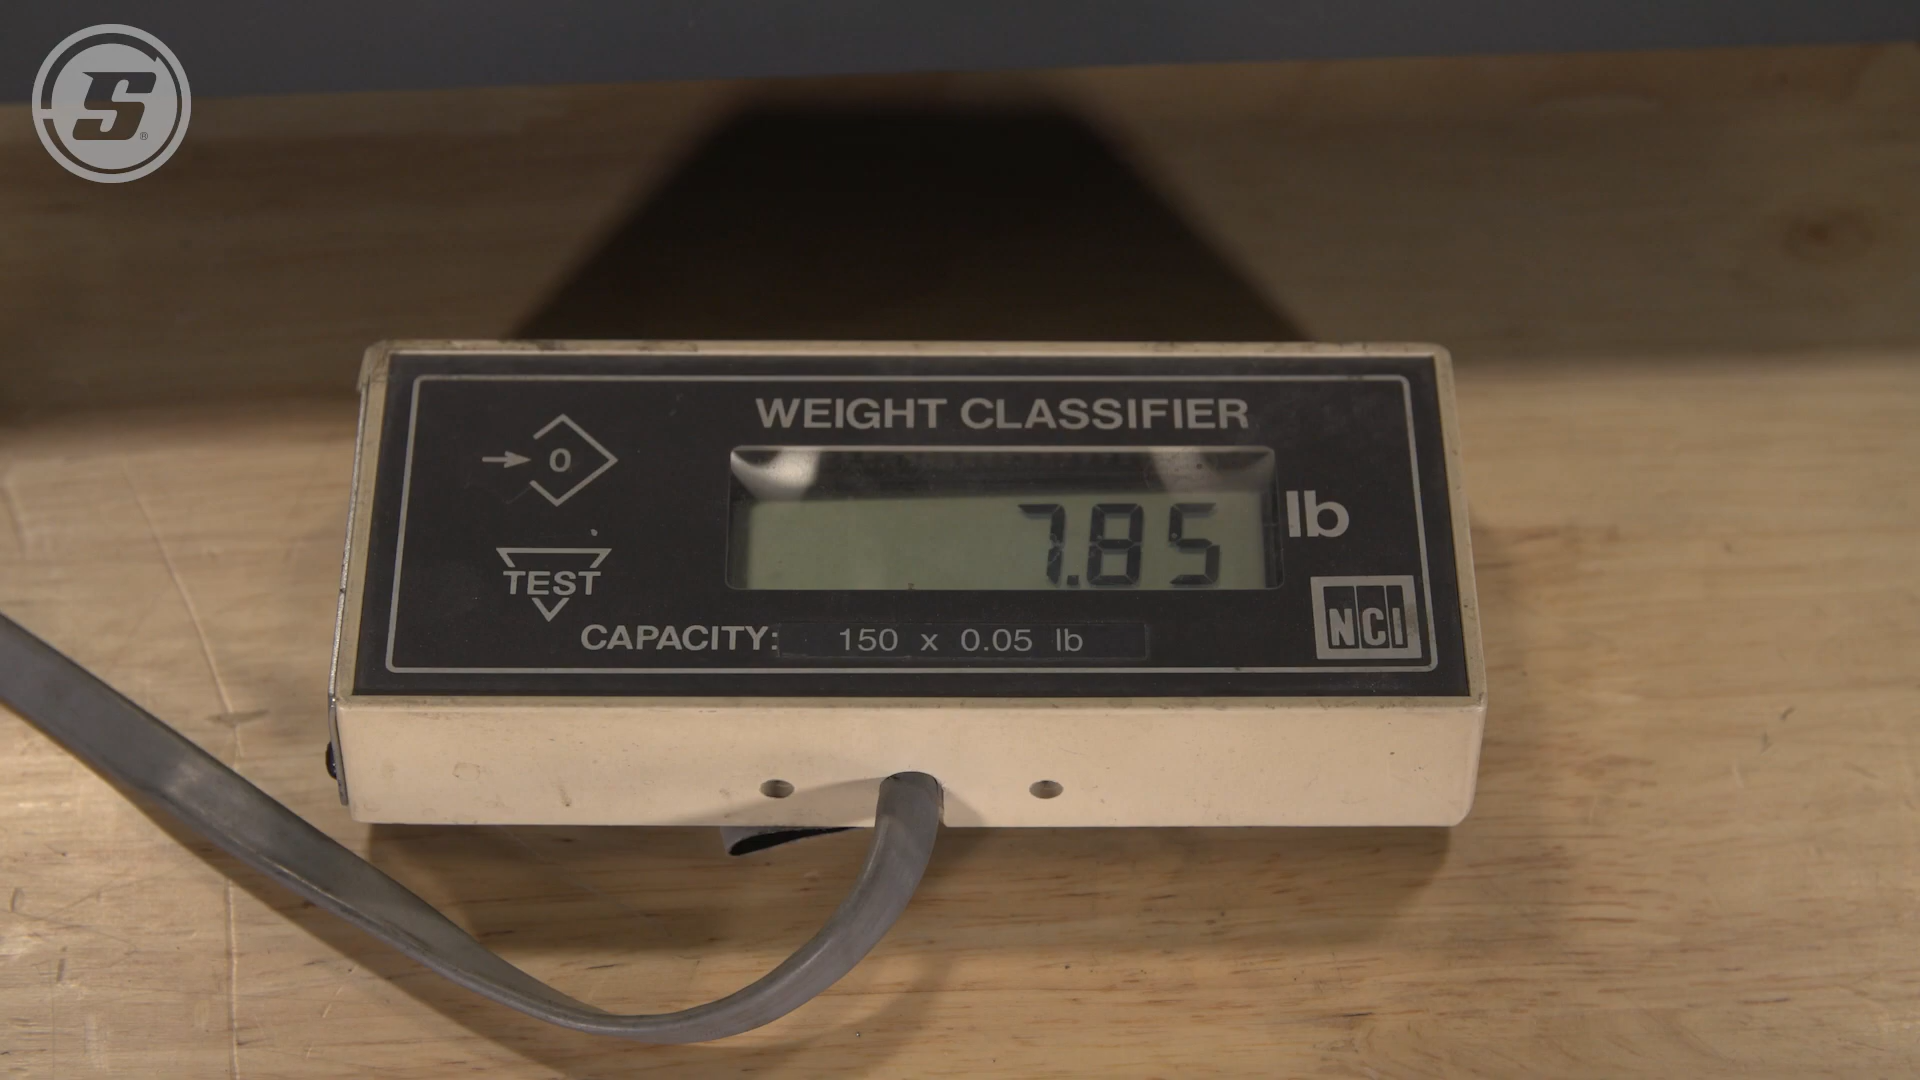 S®
WEIGHT CLASSIFIER
0
7.85 lb
TEST
CAPACITY: 150 x 0.05 lb
NCI